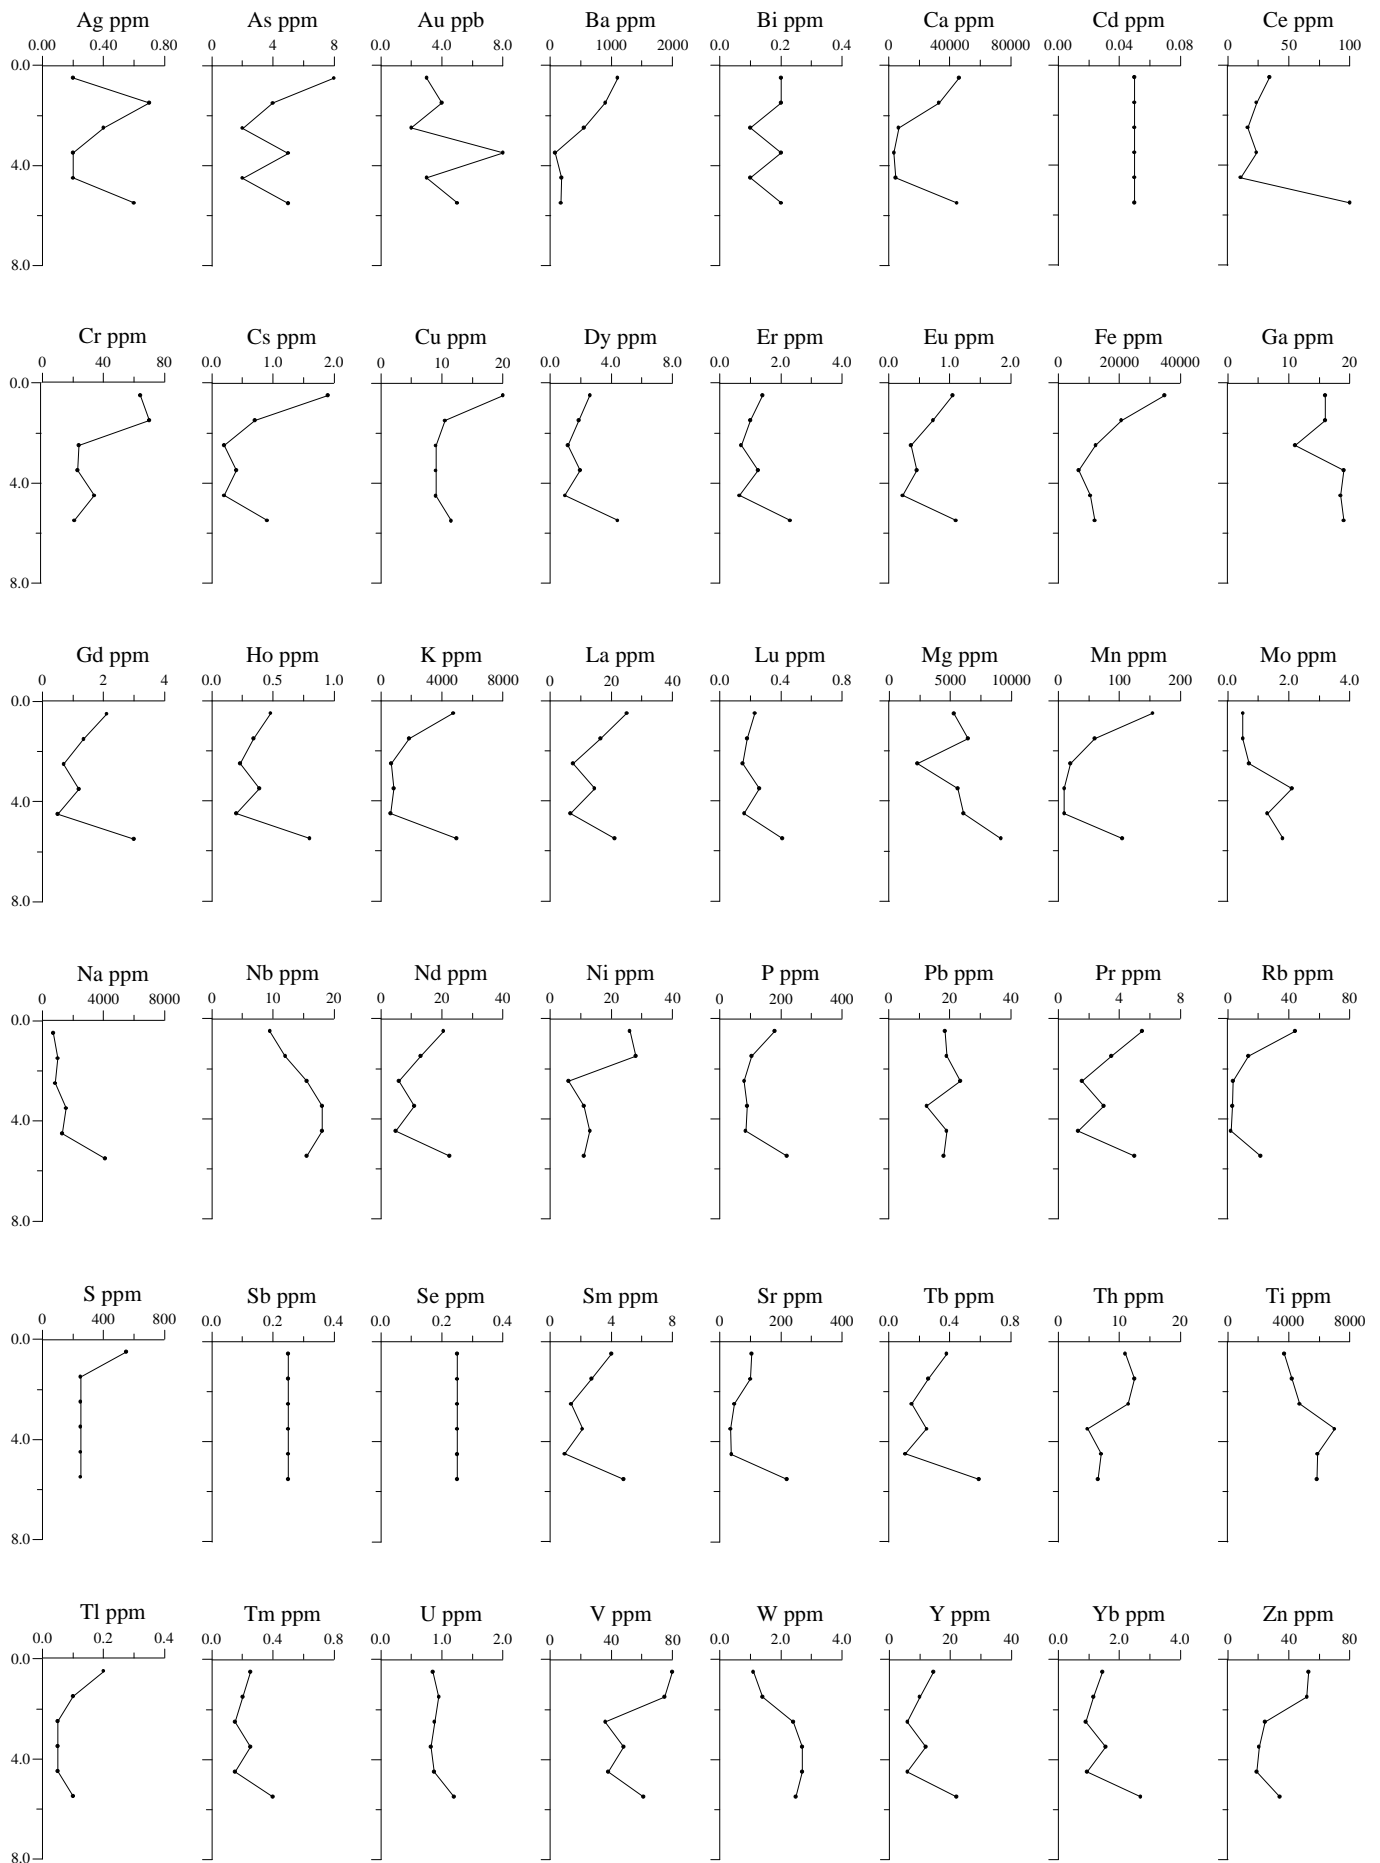 Ag ppm As ppm Au ppb Ba ppm Bi ppm Ca ppm Cd ppm Ce ppm
0.00 0.40 0.80 0 4 8 0.0 4.0 8.0 0 1000 2000 0.0 0.2 0.4 0 40000 80000 0.00 0.04 0.08 0 50 100
0.0
4.0
8.0
Cr ppm Cs ppm Cu ppm Dy ppm Er ppm Eu ppm Fe ppm Ga ppm
0 40 80 0.0 1.0 2.0 0 10 20 0.0 4.0 8.0 0.0 2.0 4.0 0.0 1.0 2.0 0 20000 40000 0 10 20
0.0
4.0
8.0
Gd ppm Ho ppm K ppm La ppm Lu ppm Mg ppm Mn ppm Mo ppm
0 2 4 0.0 0.5 1.0 0 4000 8000 0 20 40 0.0 0.4 0.8 0 5000 10000 0 100 200 0.0 2.0 4.0
0.0
4.0
8.0
Na ppm Nb ppm Nd ppm Ni ppm P ppm Pb ppm Pr ppm Rb ppm
0 4000 8000 0 10 20 0 20 40 0 20 40 0 200 400 0 20 40 0 4 8 0 40 80
0.0
4.0
8.0
S ppm Sb ppm Se ppm Sm ppm Sr ppm Tb ppm Th ppm Ti ppm
0 400 800 0.0 0.2 0.4 0.0 0.2 0.4 0 4 8 0 200 400 0.0 0.4 0.8 0 10 20 0 4000 8000
0.0
4.0
8.0
Tl ppm Tm ppm U ppm V ppm W ppm Y ppm Yb ppm Zn ppm
0.0 0.2 0.4 0.0 0.4 0.8 0.0 1.0 2.0 0 40 80 0.0 2.0 4.0 0 20 40 0.0 2.0 4.0 0 40 80
0.0
4.0
8.0